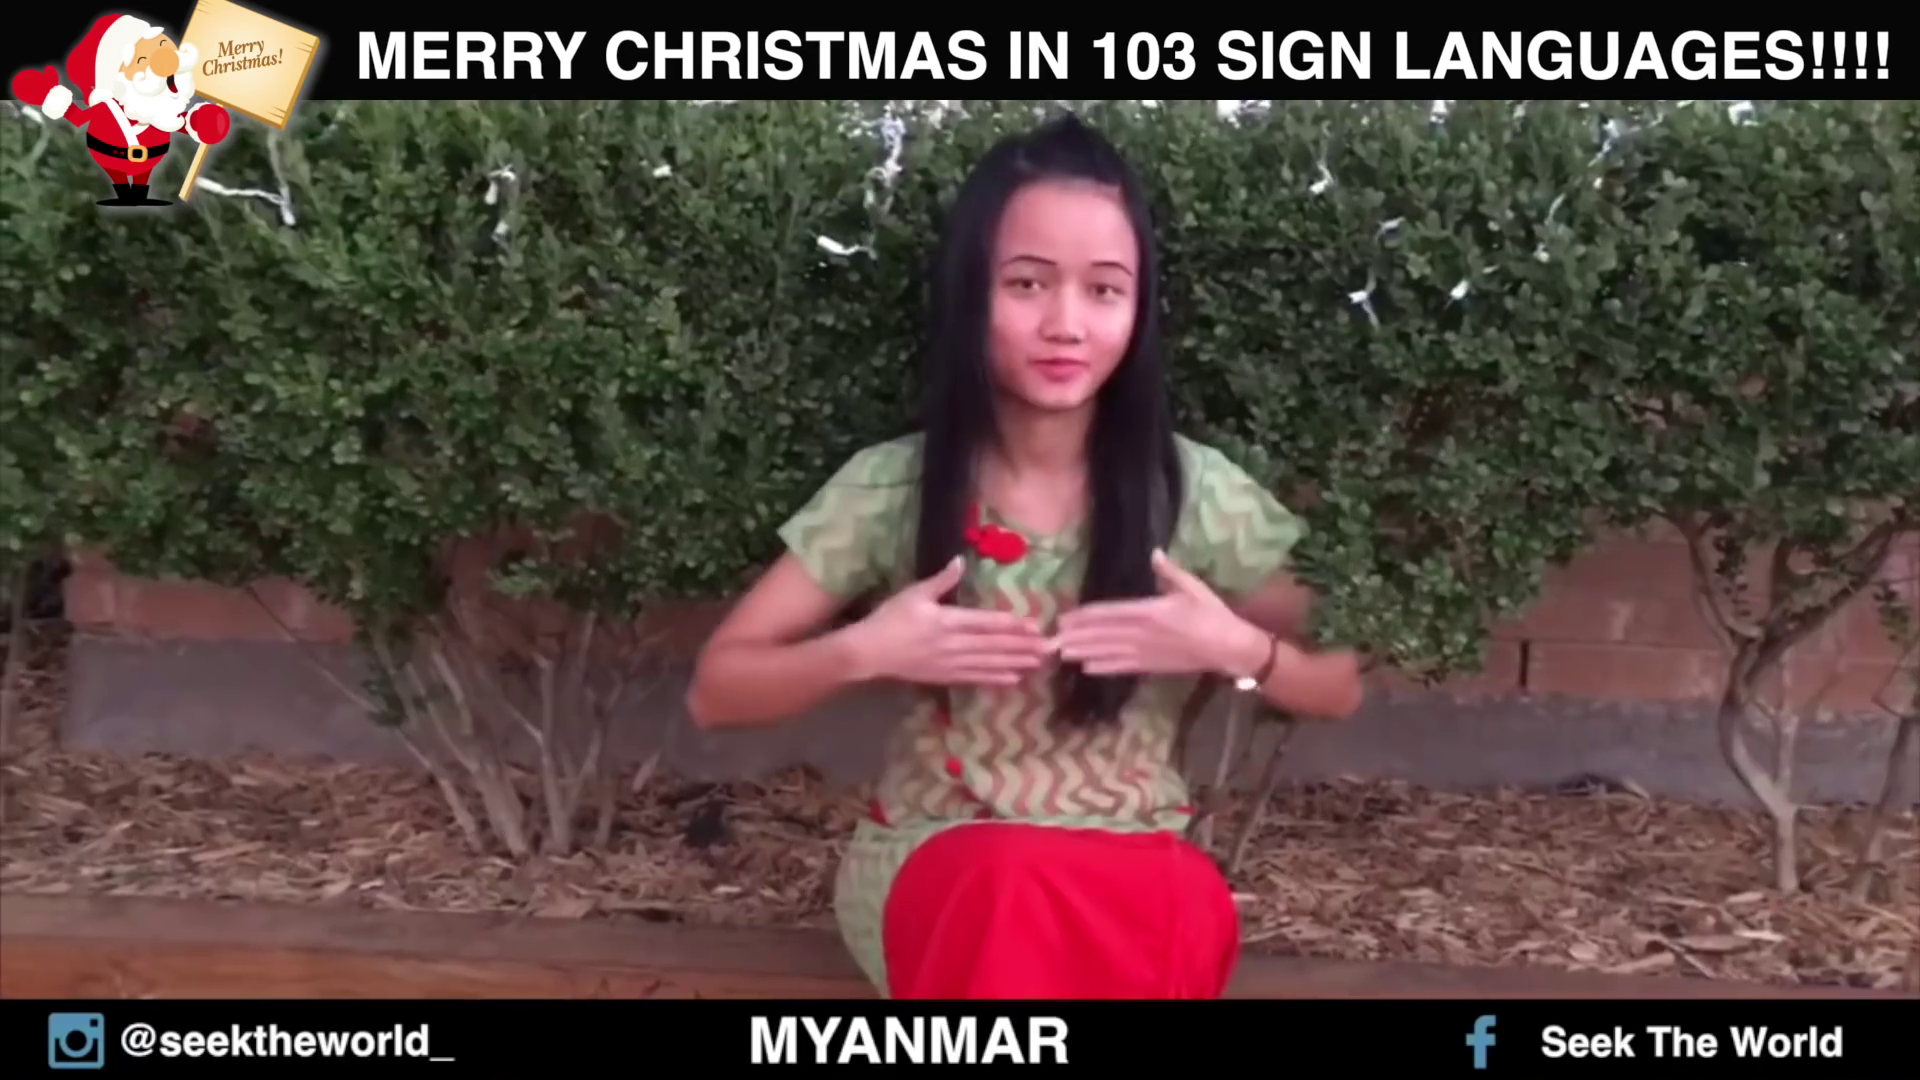 Merry
Christmas!
MERRY CHRISTMAS IN 103 SIGN LANGUAGES!!!!
@seektheworld_
MYANMAR
Seek The World